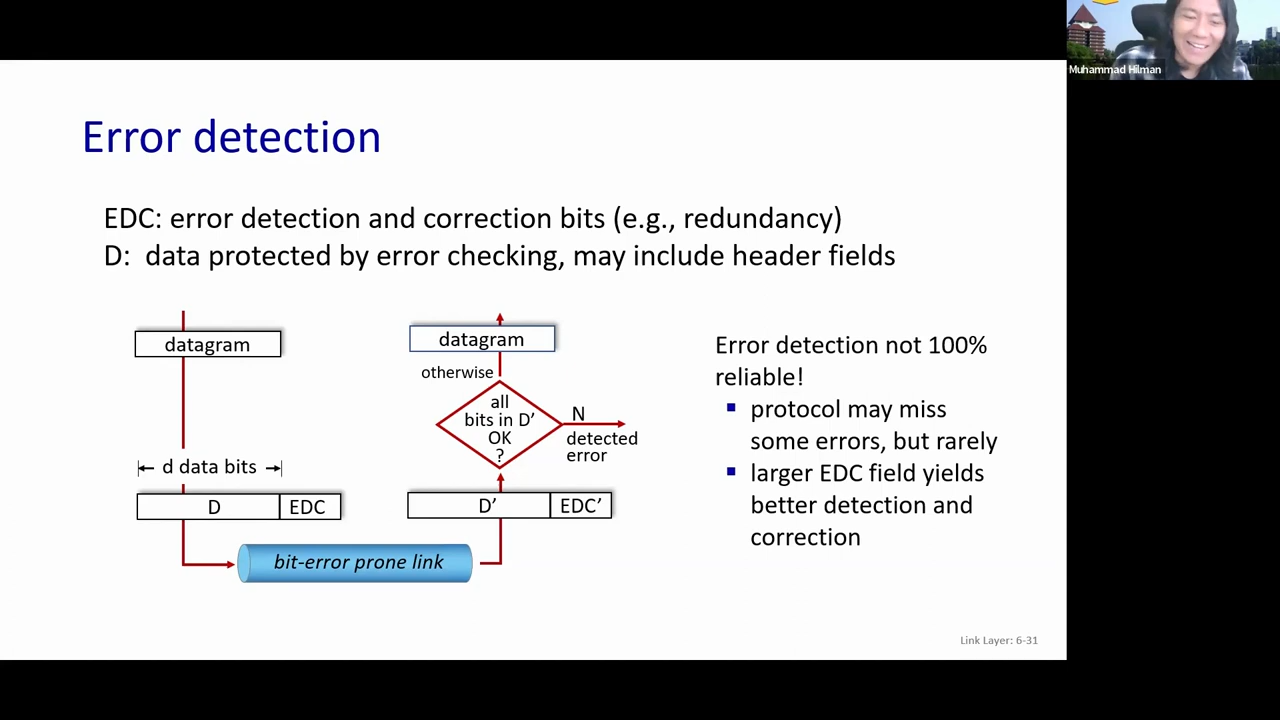 Muhammad Hilman
Error detection
EDC: error detection and correction bits (e.g., redundancy)
D: data protected by error checking, may include header fields
datagram
d data bits
D
EDC
bit-error prone link
datagram
otherwise
all
bits in D’
OK
?
N
detected
error
D’
EDC’
Error detection not 100%
reliable!
▪ protocol may miss
some errors, but rarely
▪ larger EDC field yields
better detection and
correction
Link Layer: 6-31